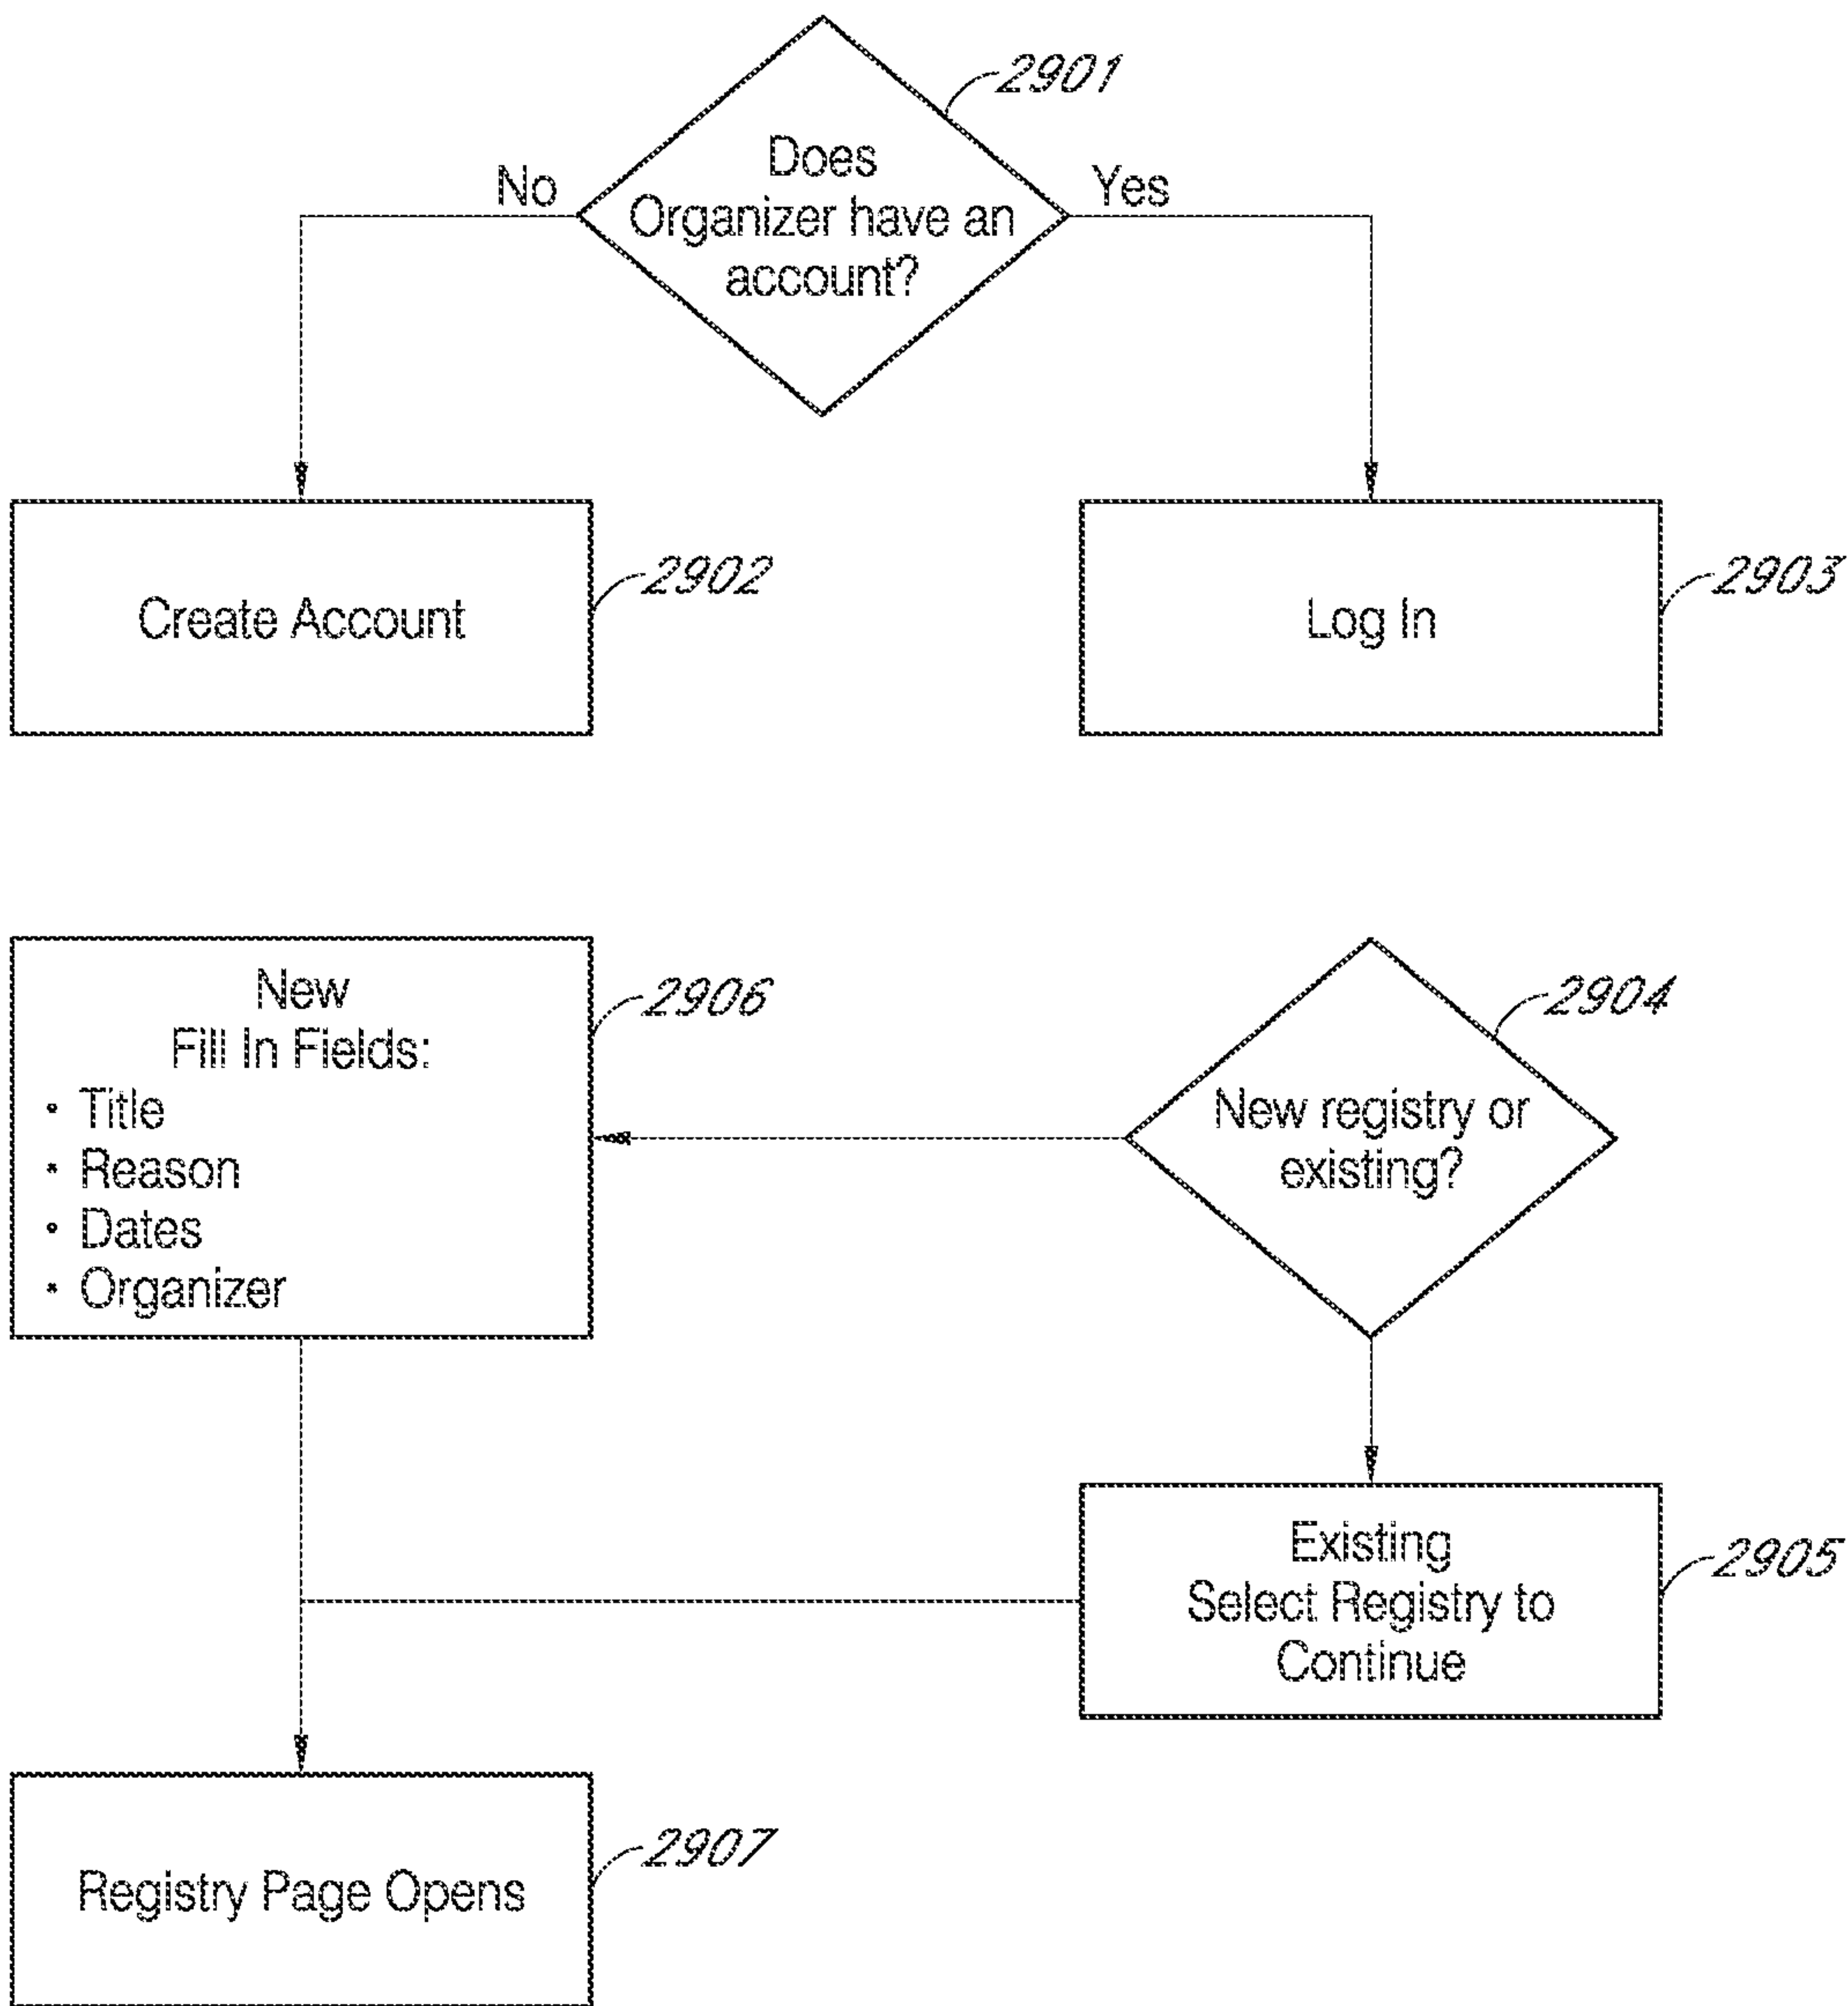 2901
Does
No
Yes
Organizer have an
account?
2902
2903
Create Account
Log In
New
2906
2904
Fill In Fields:
• Title
New registry or
• Reason
existing?
• Dates
• Organizer
Existing
2905
Select Registry to
Continue
2907
Registry Page Opens